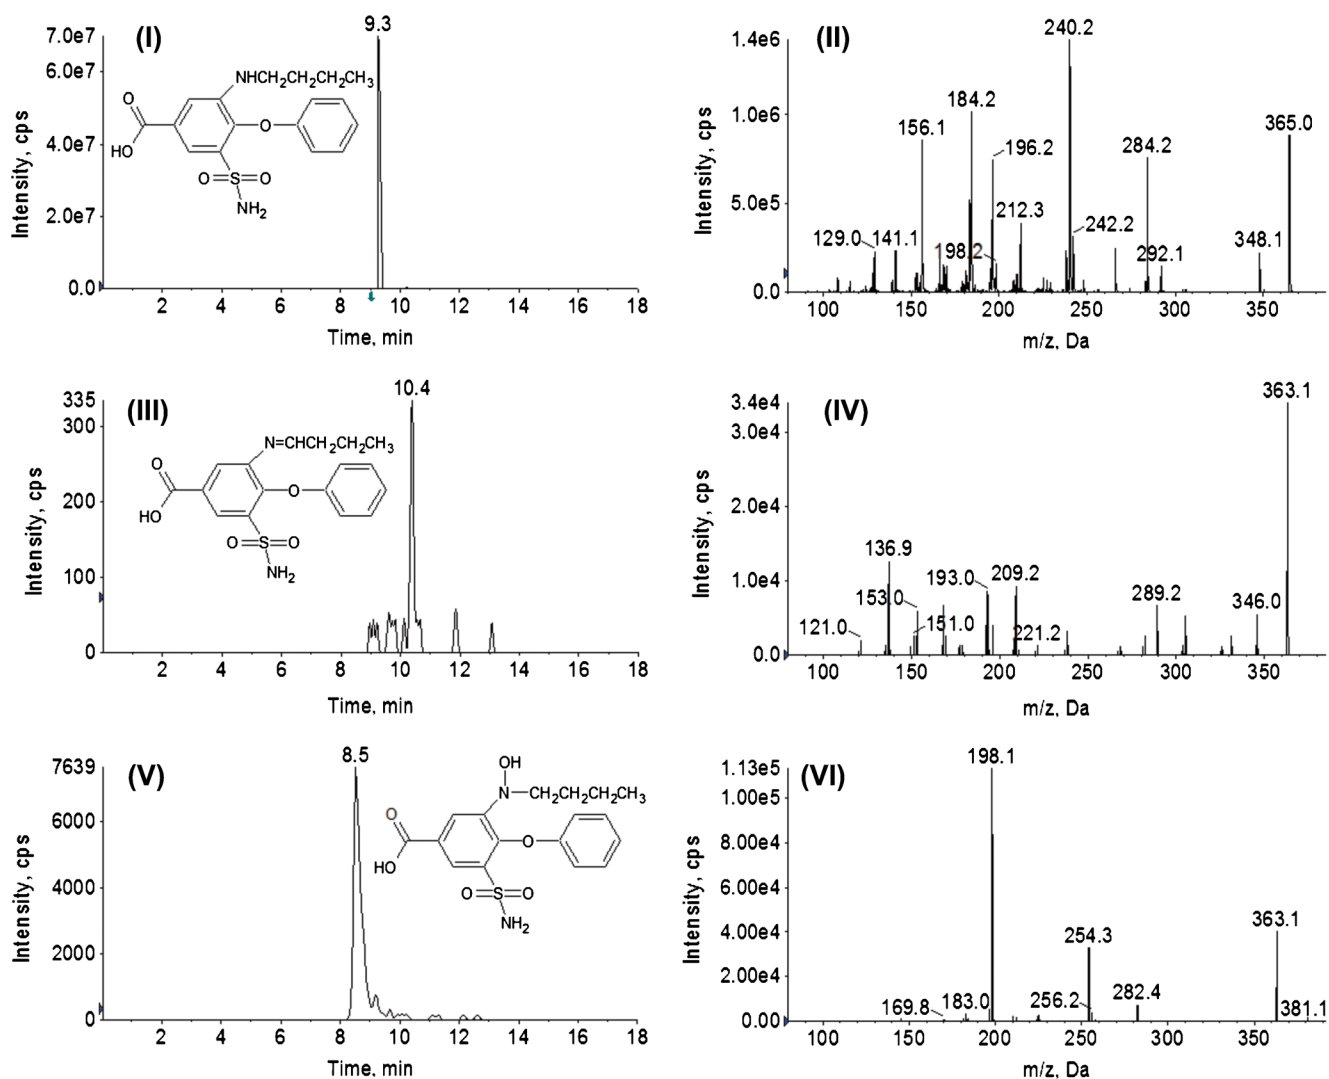 (I)
9.3
7.0e7
6.0e7
4.0e7
2.0e7
0.0
Intensity, cps
NHCH₂CH₂CH₂CH₃
O
HO
O
O=S=O
NH₂
2 4 6 8 10 12 14 16 18
Time, min
(II)
240.2
1.4e6
1.0e6
5.0e5
0.0
Intensity, cps
184.2
156.1
196.2
212.3
129.0
141.1
198.2
242.2
284.2
292.1
348.1
365.0
100 150 200 250 300 350
m/z, Da
(III)
10.4
335
300
200
100
0
Intensity, cps
N=CHCH₂CH₂CH₃
O
HO
O
O=S=O
NH₂
2 4 6 8 10 12 14 16 18
Time, min
(IV)
363.1
3.4e4
3.0e4
2.0e4
1.0e4
0.0
Intensity, cps
136.9
153.0
193.0
209.2
121.0
151.0
221.2
289.2
346.0
100 150 200 250 300 350
m/z, Da
(V)
8.5
7639
6000
4000
2000
0
Intensity, cps
OH
N—CH₂CH₂CH₂CH₃
O
HO
O
O=S=O
NH₂
2 4 6 8 10 12 14 16 18
Time, min
(VI)
198.1
1.13e5
1.00e5
8.00e4
6.00e4
4.00e4
2.00e4
0.00
Intensity, cps
254.3
363.1
169.8
183.0
256.2
282.4
381.1
100 150 200 250 300 350
m/z, Da